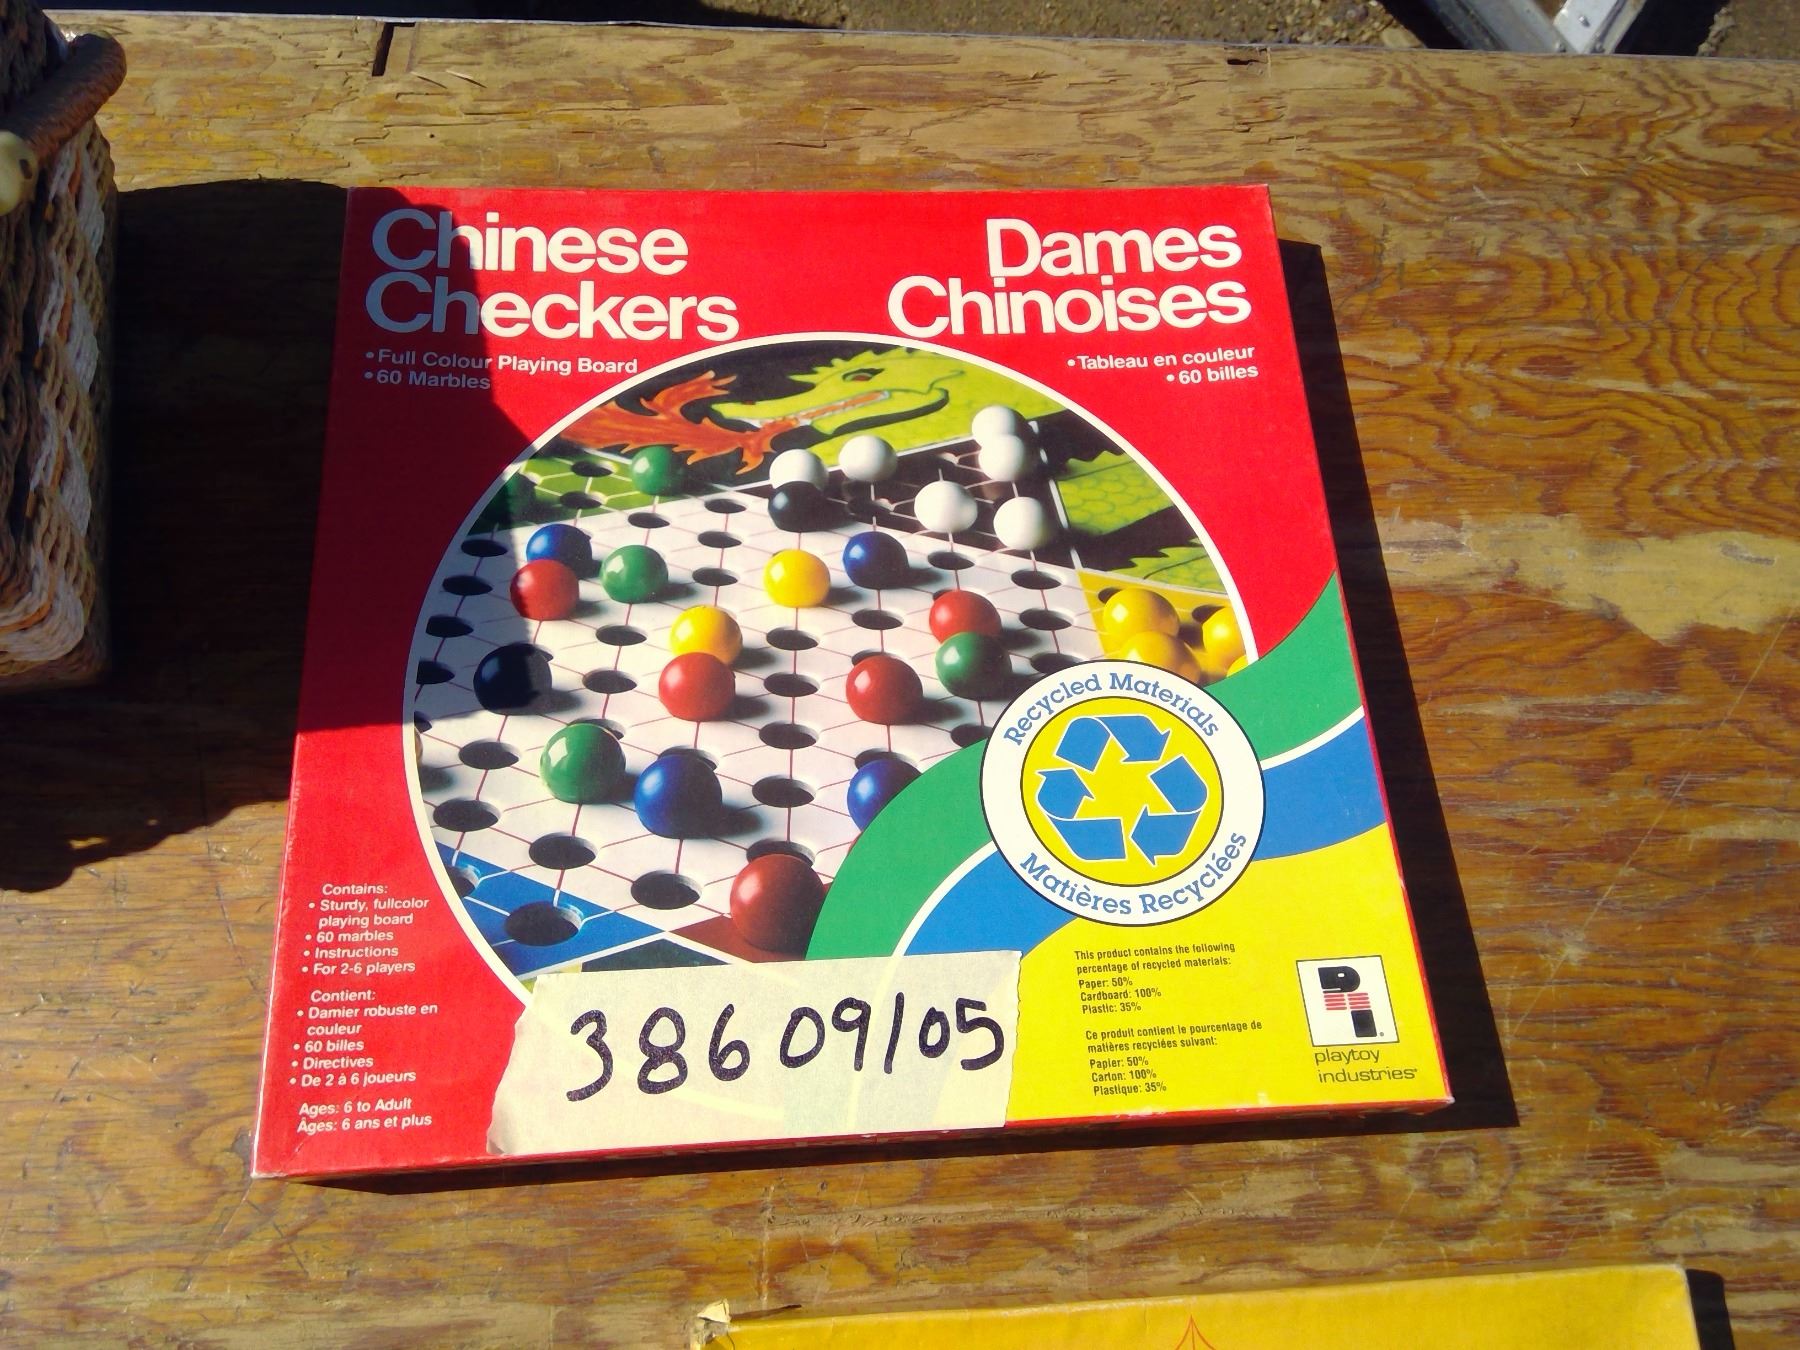 Chinese
Checkers
• Full Colour Playing Board
• 60 Marbles
Dames
Chinoises
• Tableau en couleur
• 60 billes
Recycled Materials
Matières Recyclées
Contains:
• Sturdy, fullcolor
playing board
• 60 marbles
• Instructions
• For 2-6 players
Contient:
• Damier robuste en
couleur
• 60 billes
• Directives
• De 2 à 6 joueurs
Ages: 6 to Adult
Âges: 6 ans et plus
38609/05
This product contains the following
percentage of recycled materials:
Paper: 50%
Cardboard: 100%
Plastic: 35%
Ce produit contient le pourcentage de
matières recyclées suivant:
Papier: 50%
Carton: 100%
Plastique: 35%
playtoy
industries